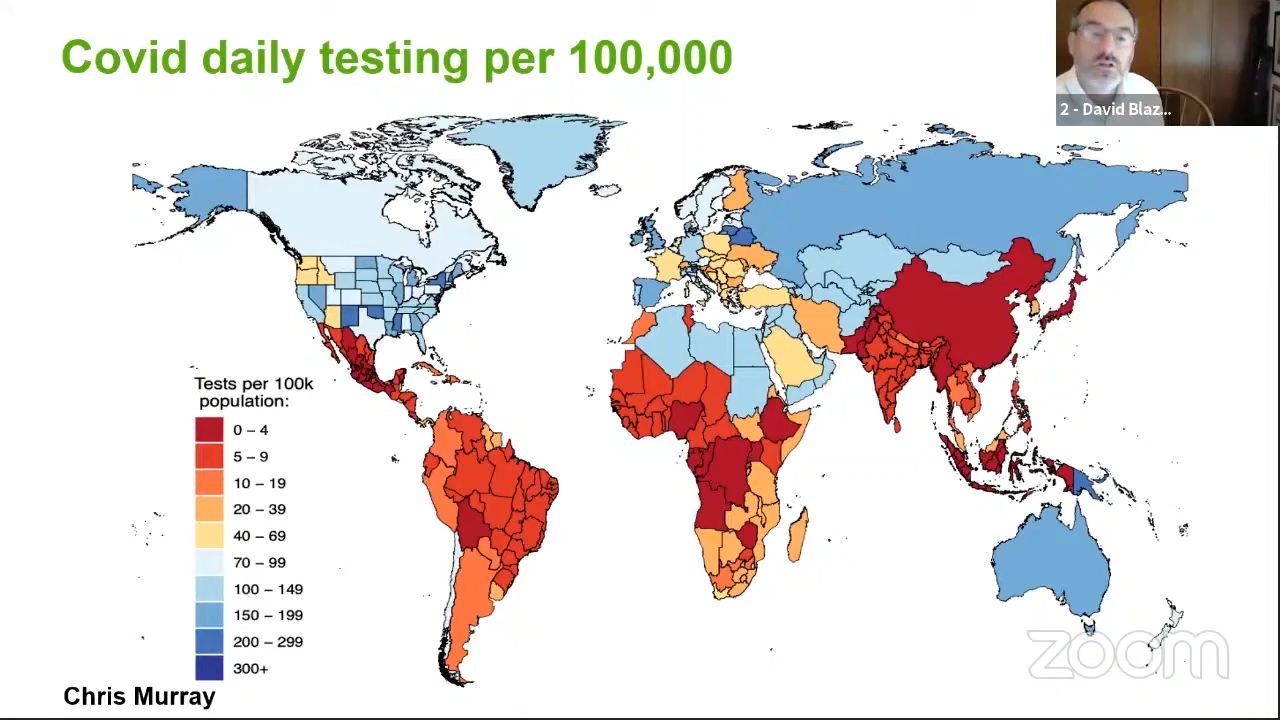 Covid daily testing per 100,000
2 - David Blaz...
Tests per 100k
population:
0 – 4
5 – 9
10 – 19
20 – 39
40 – 69
70 – 99
100 – 149
150 – 199
200 – 299
300+
Chris Murray
zoom